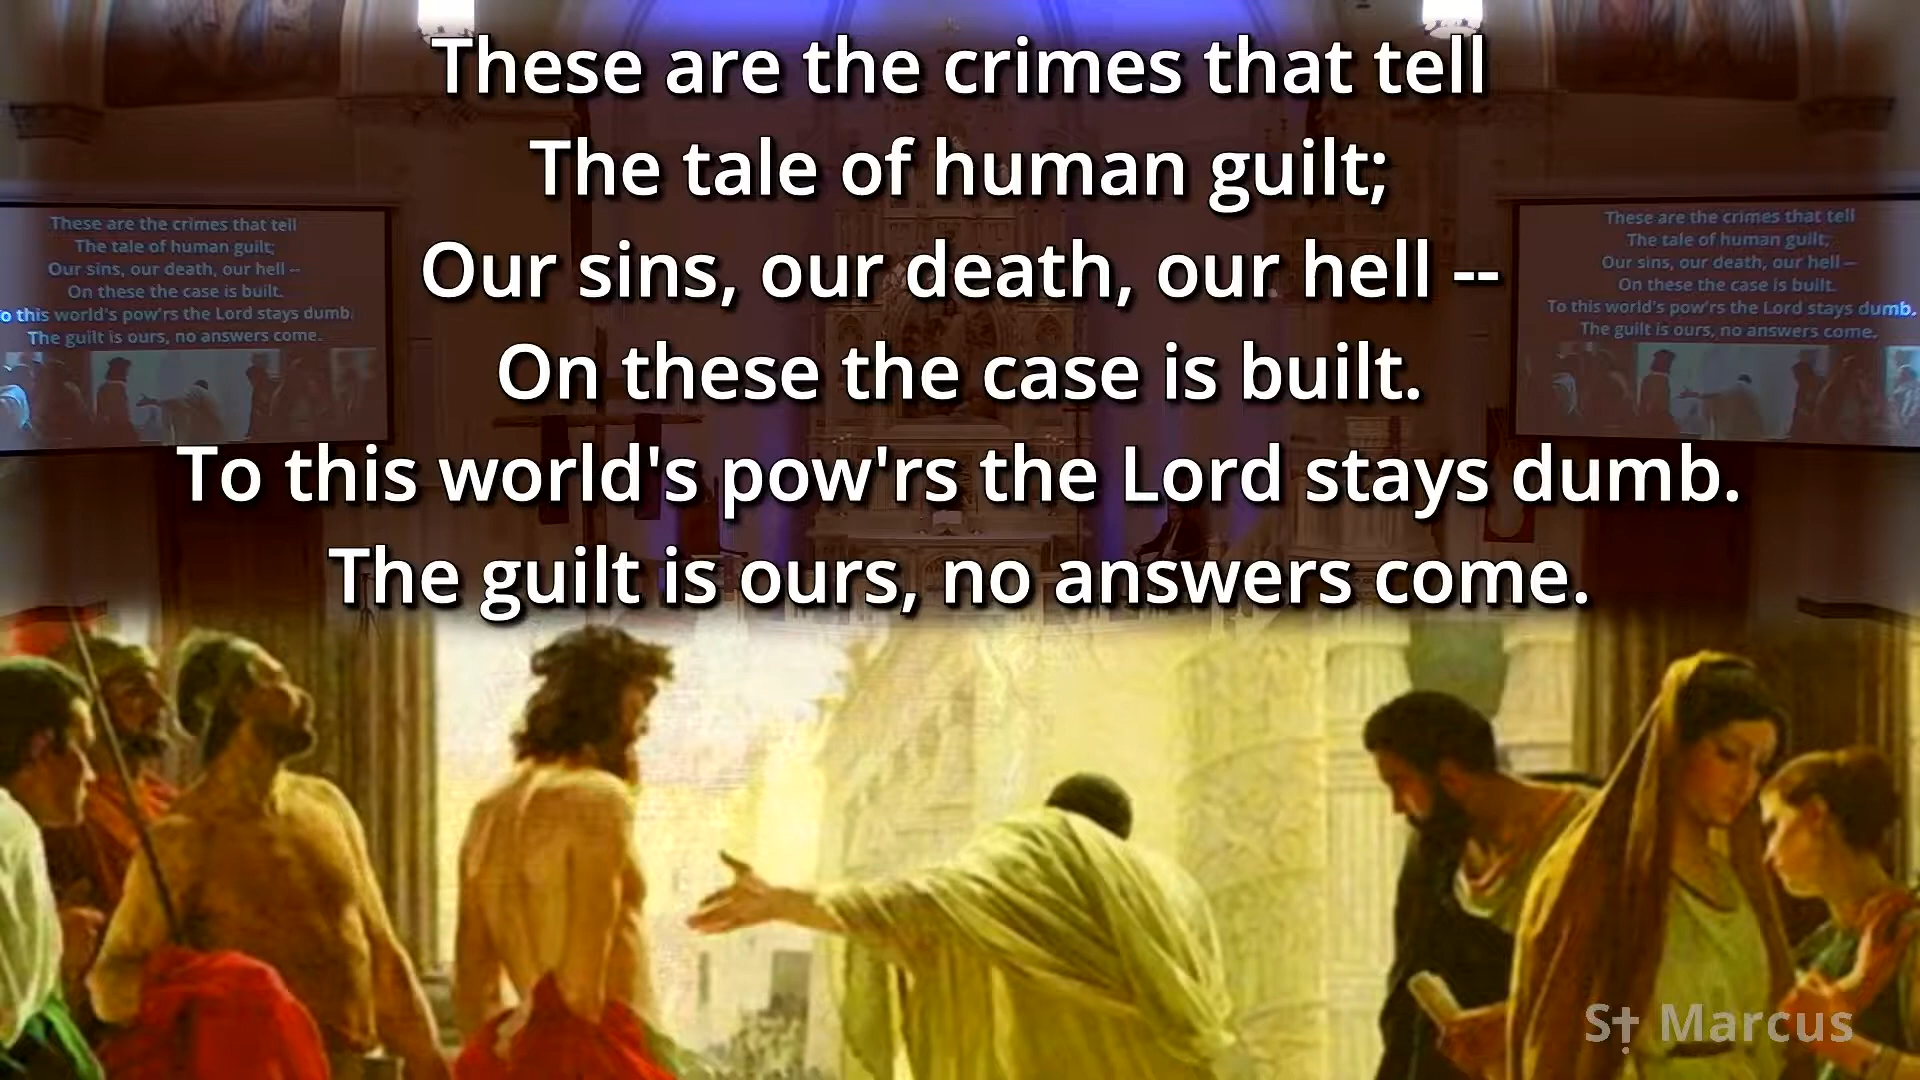 These are the crimes that tell
The tale of human guilt;
Our sins, our death, our hell --
On these the case is built.
To this world's pow'rs the Lord stays dumb.
The guilt is ours, no answers come.
These are the crimes that tell
The tale of human guilt;
Our sins, our death, our hell --
On these the case is built.
o this world's pow'rs the Lord stays dumb.
The guilt is ours, no answers come.
These are the crimes that tell
The tale of human guilt;
Our sins, our death, our hell --
On these the case is built.
To this world's pow'rs the Lord stays dumb.
The guilt is ours, no answers come.
St Marcus